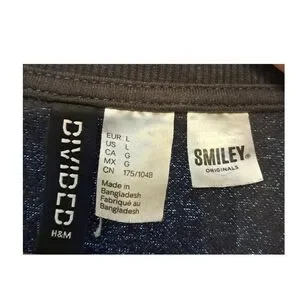 DIVIDED
H&M
EUR L
US L
CA G
MX G
CN 175/104B
Made in
Bangladesh
Fabriqué au
Bangladesh
SMILEY®
ORIGINALS